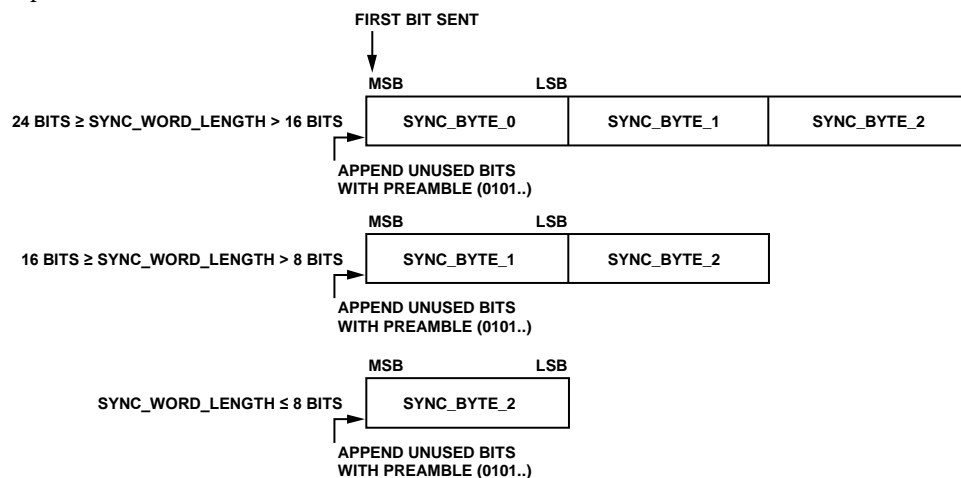 FIRST BIT SENT
MSB LSB
24 BITS ≥ SYNC_WORD_LENGTH > 16 BITS SYNC_BYTE_0 SYNC_BYTE_1 SYNC_BYTE_2
APPEND UNUSED BITS
WITH PREAMBLE (0101..)
MSB LSB
16 BITS ≥ SYNC_WORD_LENGTH > 8 BITS SYNC_BYTE_1 SYNC_BYTE_2
APPEND UNUSED BITS
WITH PREAMBLE (0101..)
MSB LSB
SYNC_WORD_LENGTH ≤ 8 BITS SYNC_BYTE_2
APPEND UNUSED BITS
WITH PREAMBLE (0101..)